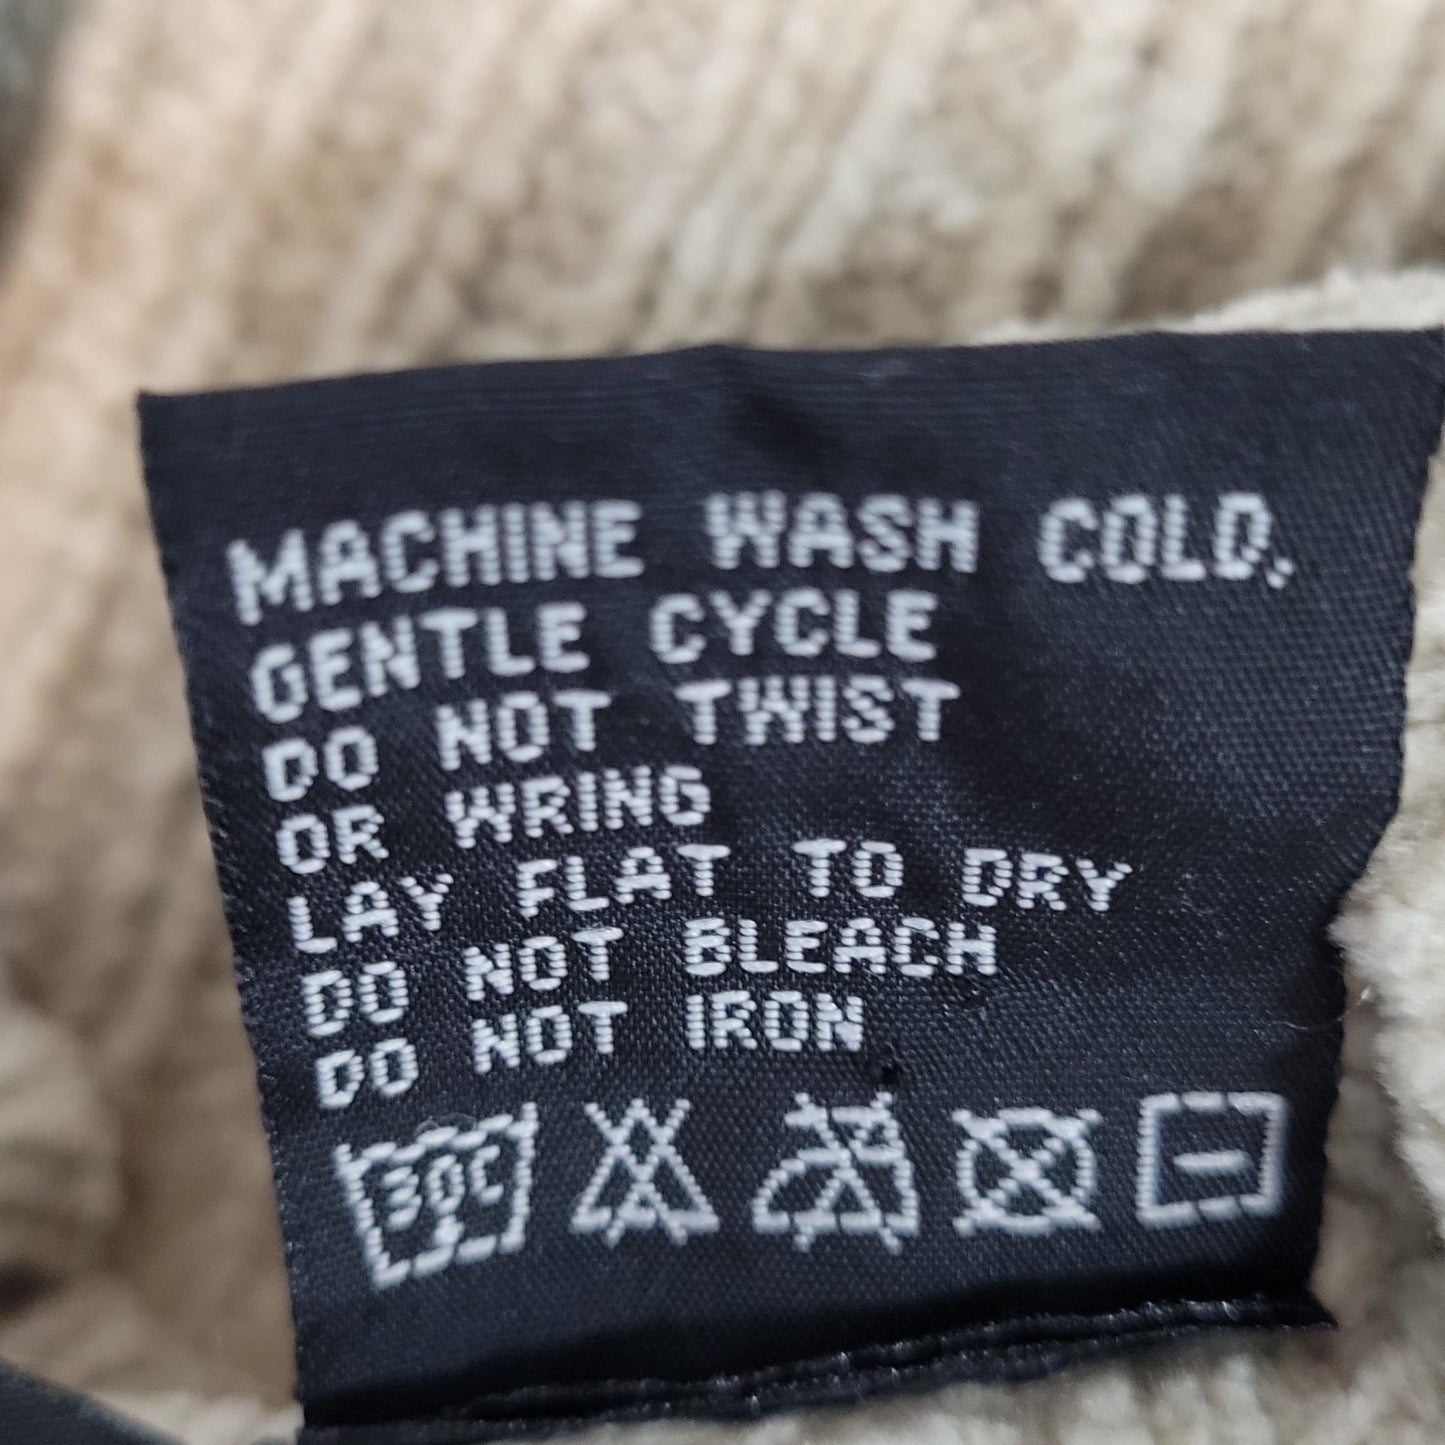 MACHINE WASH COLD.
GENTLE CYCLE
DO NOT TWIST
OR WRING
LAY FLAT TO DRY
DO NOT BLEACH
DO NOT IRON
30C